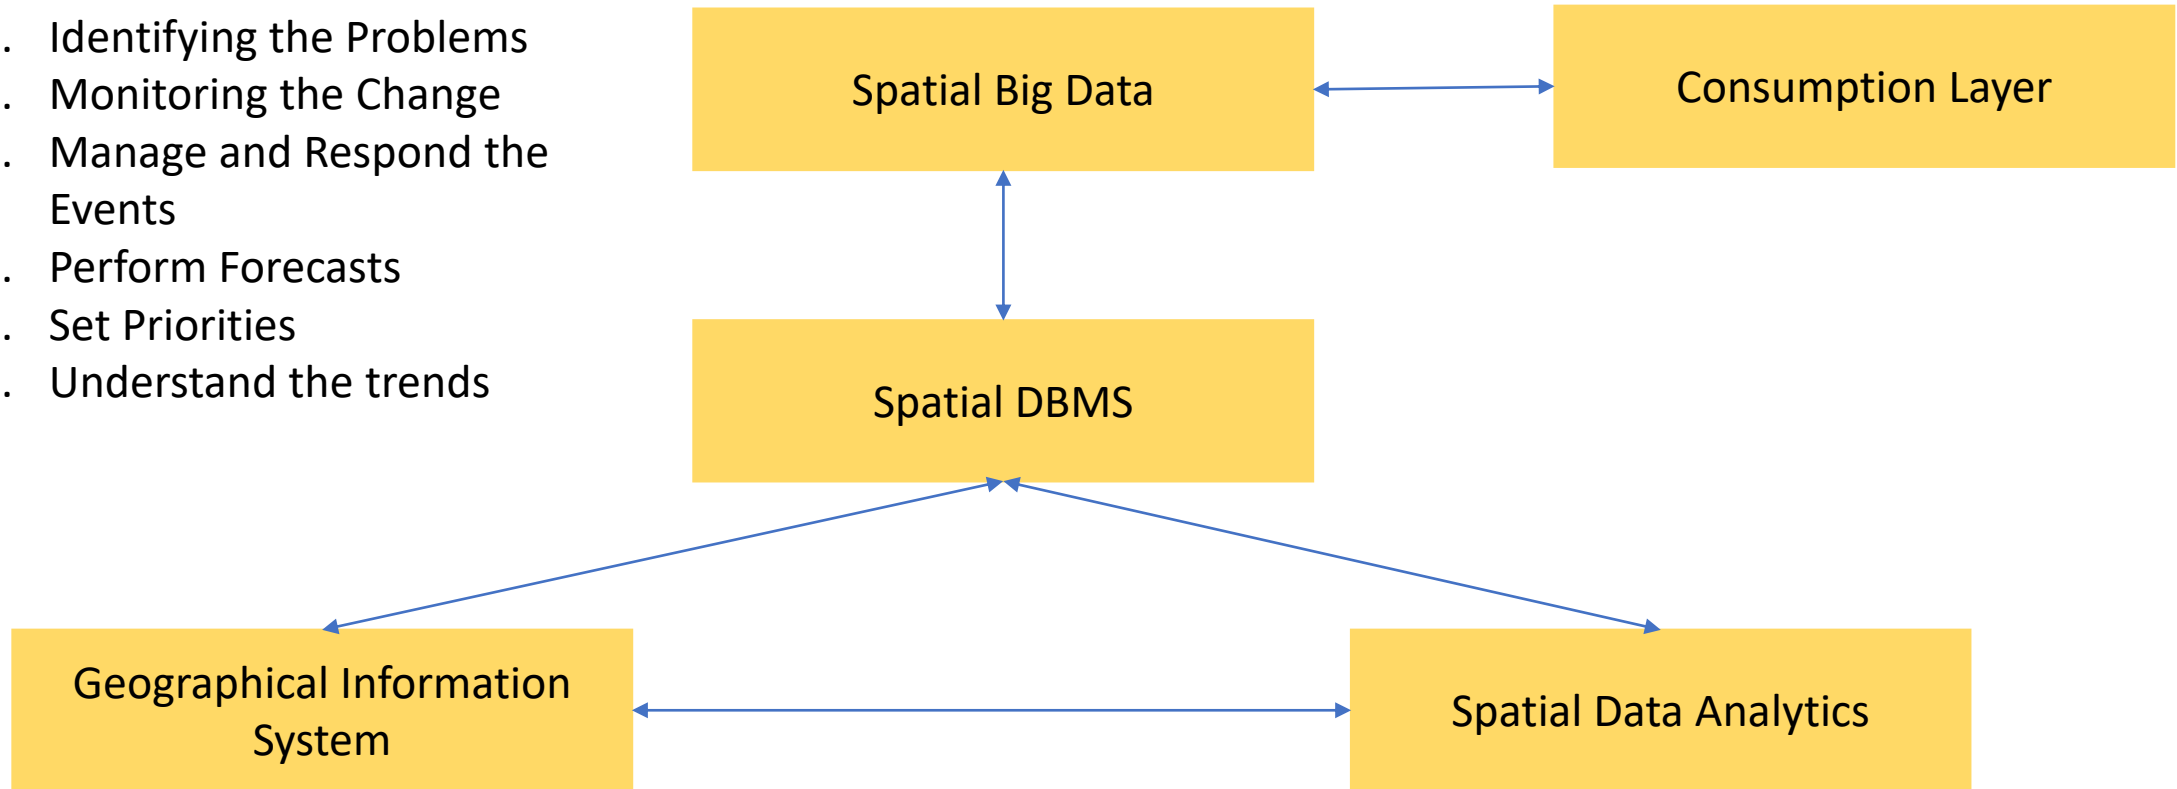 . Identifying the Problems
. Monitoring the Change
. Manage and Respond the
Events
. Perform Forecasts
. Set Priorities
. Understand the trends
Spatial Big Data
Consumption Layer
Spatial DBMS
Geographical Information
System
Spatial Data Analytics